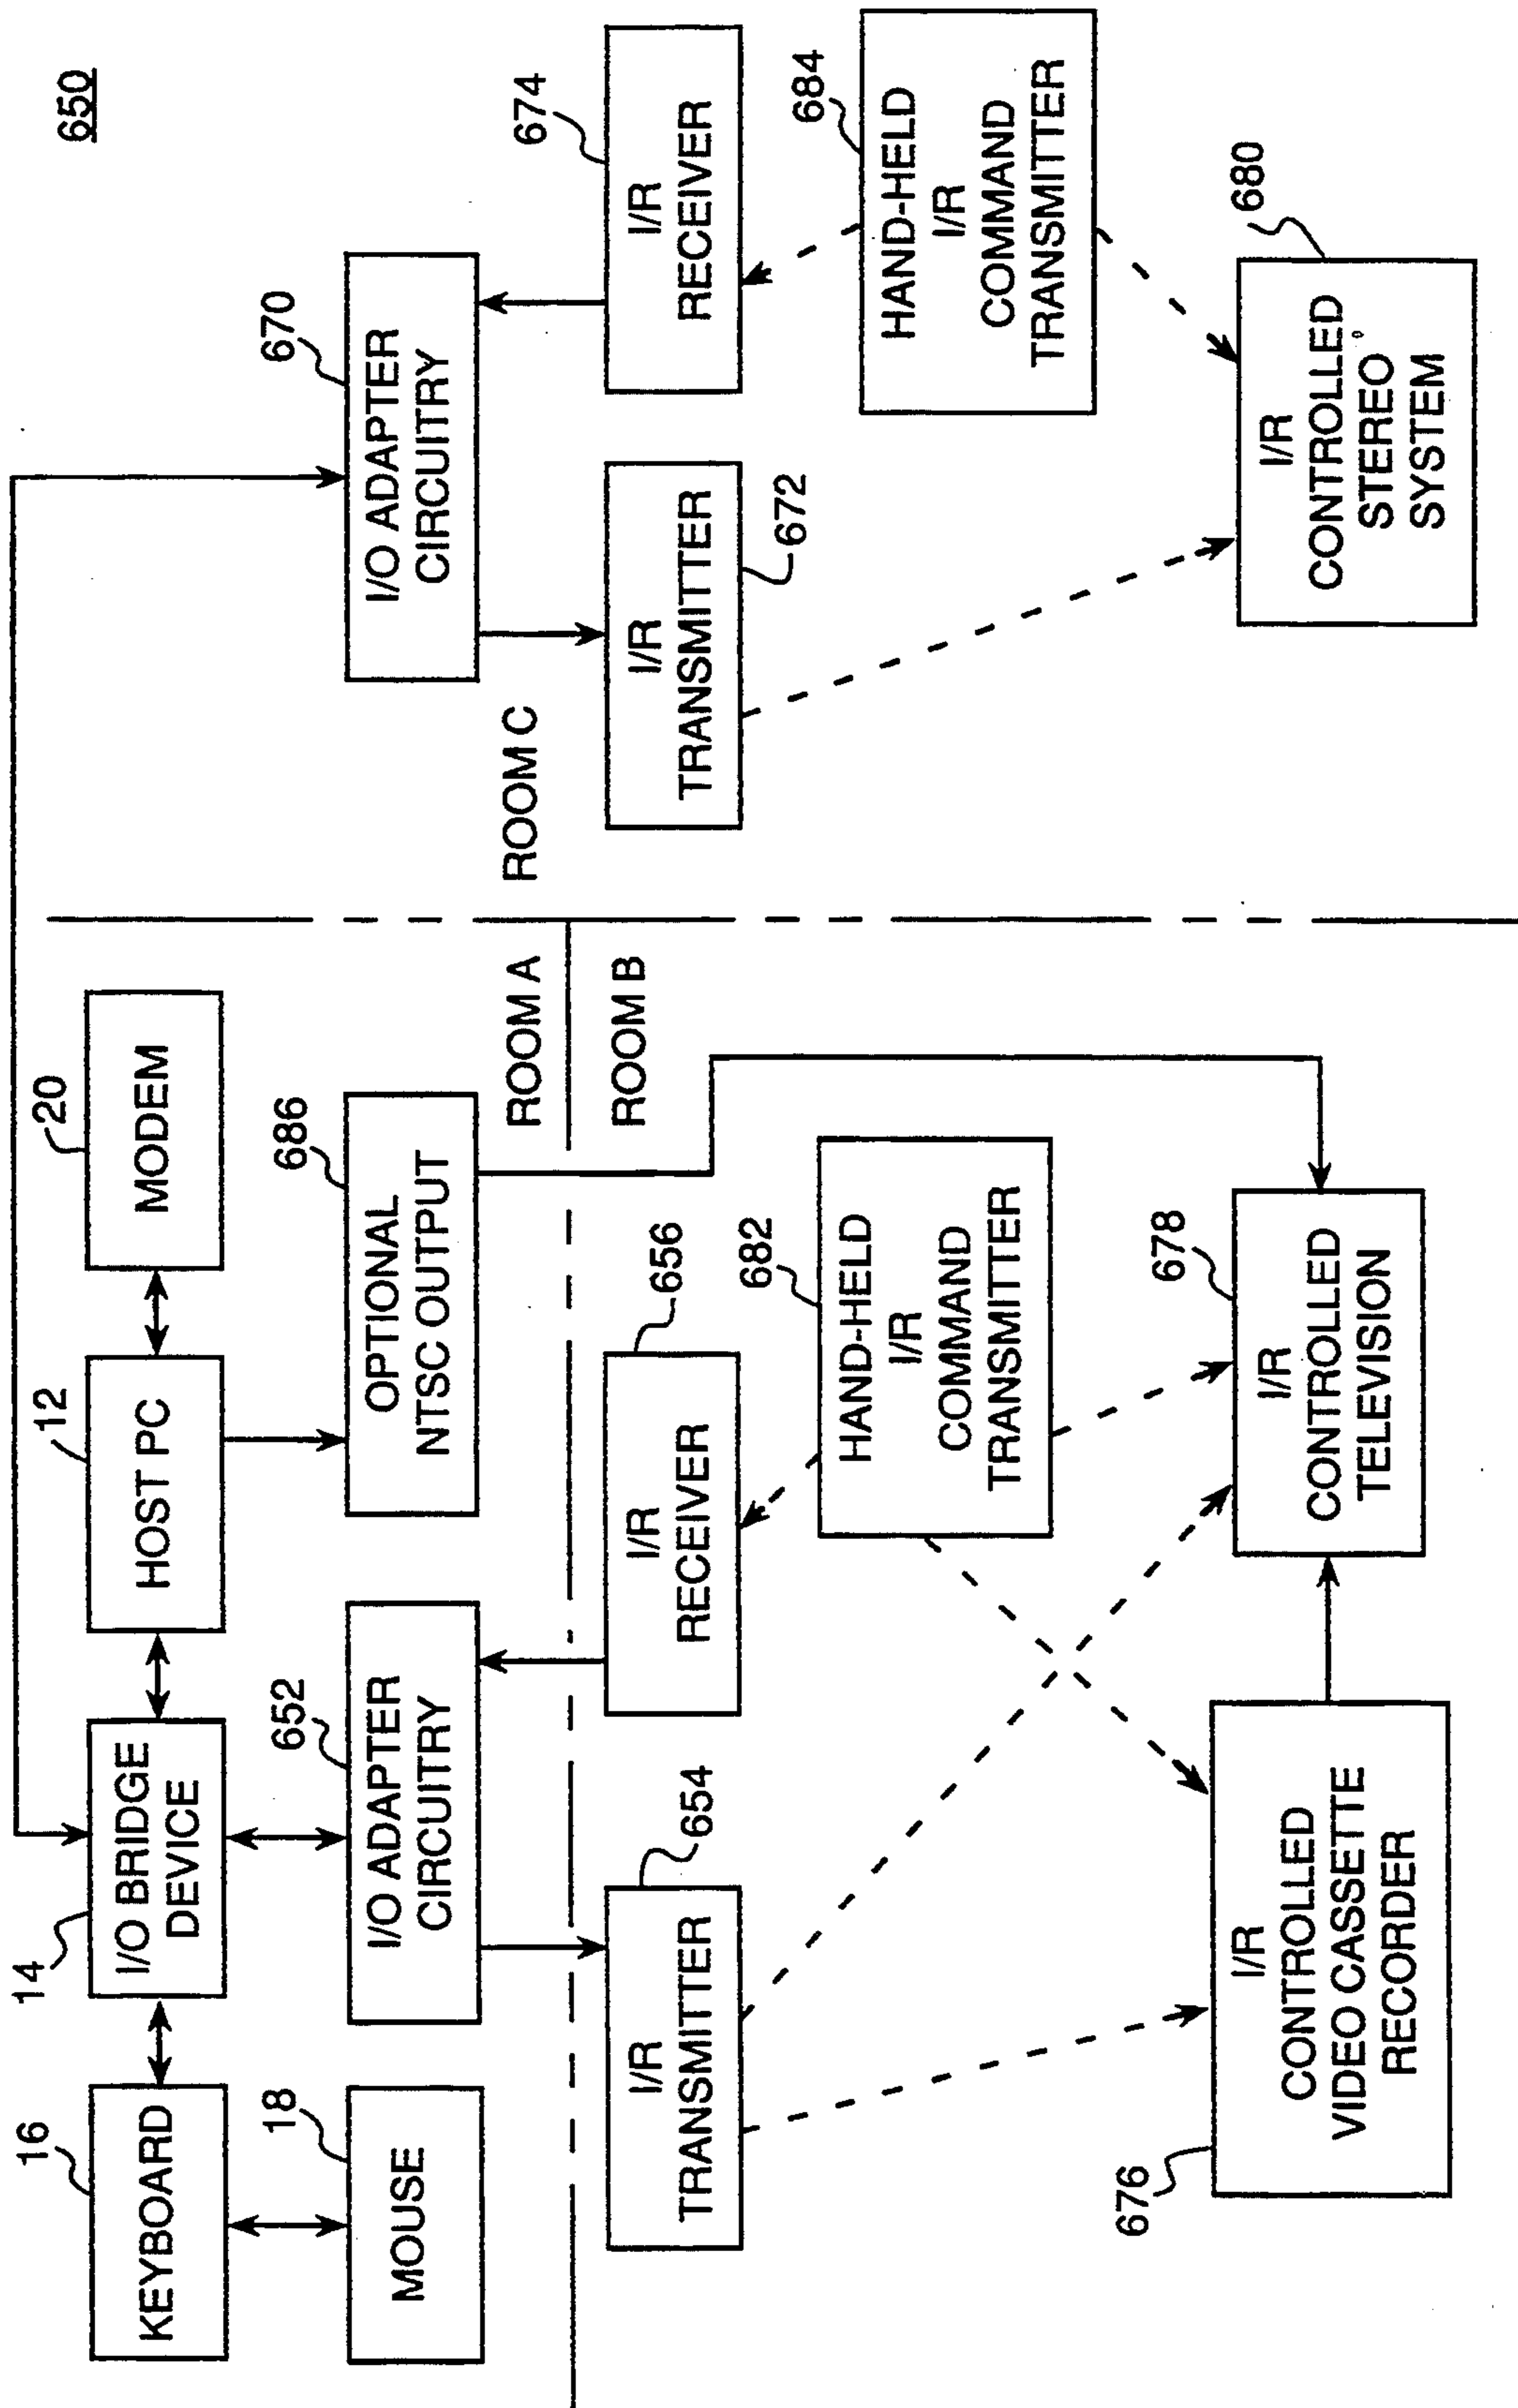 650
16
KEYBOARD
14
I/O BRIDGE
DEVICE
12
HOST PC
20
MODEM
18
MOUSE
652
I/O ADAPTER
CIRCUITRY
686
OPTIONAL
NTSC OUTPUT
ROOM A
ROOM B
ROOM C
654
I/R
TRANSMITTER
656
I/R
RECEIVER
682
HAND-HELD
I/R
COMMAND
TRANSMITTER
676
I/R
CONTROLLED
VIDEO CASSETTE
RECORDER
678
I/R
CONTROLLED
TELEVISION
670
I/O ADAPTER
CIRCUITRY
672
I/R
TRANSMITTER
674
I/R
RECEIVER
684
HAND-HELD
I/R
COMMAND
TRANSMITTER
680
I/R
CONTROLLED
STEREO
SYSTEM